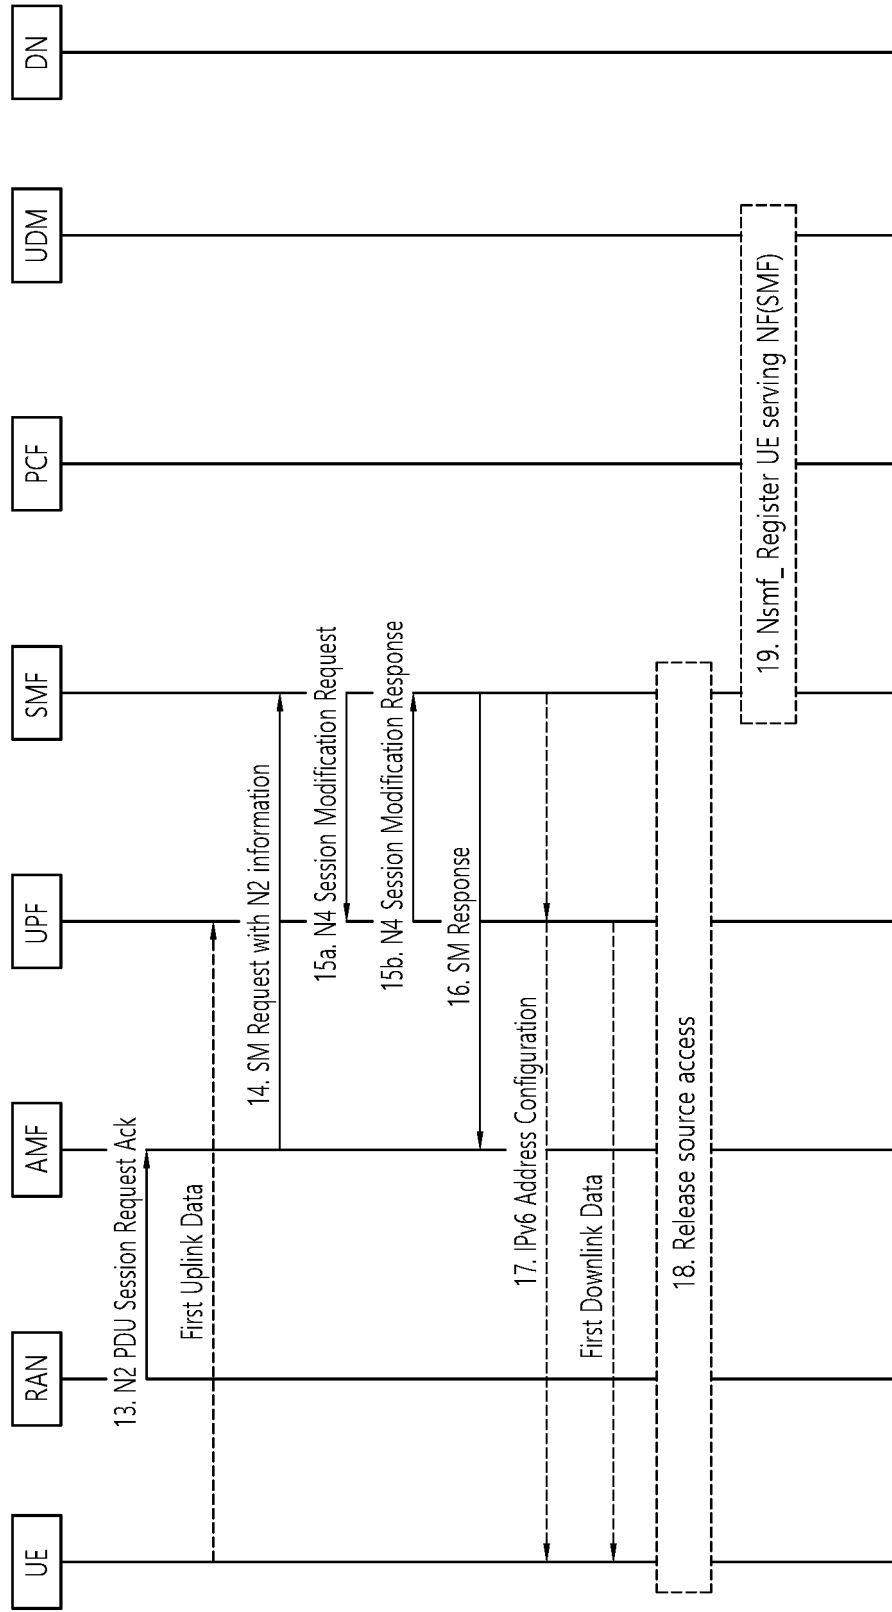 UE
RAN
AMF
UPF
SMF
PCF
UDM
DN
13. N2 PDU Session Request Ack
First Uplink Data
14. SM Request with N2 information
15a. N4 Session Modification Request
15b. N4 Session Modification Response
16. SM Response
17. IPv6 Address Configuration
First Downlink Data
18. Release source access
19. Nsmf_ Register UE serving NF(SMF)